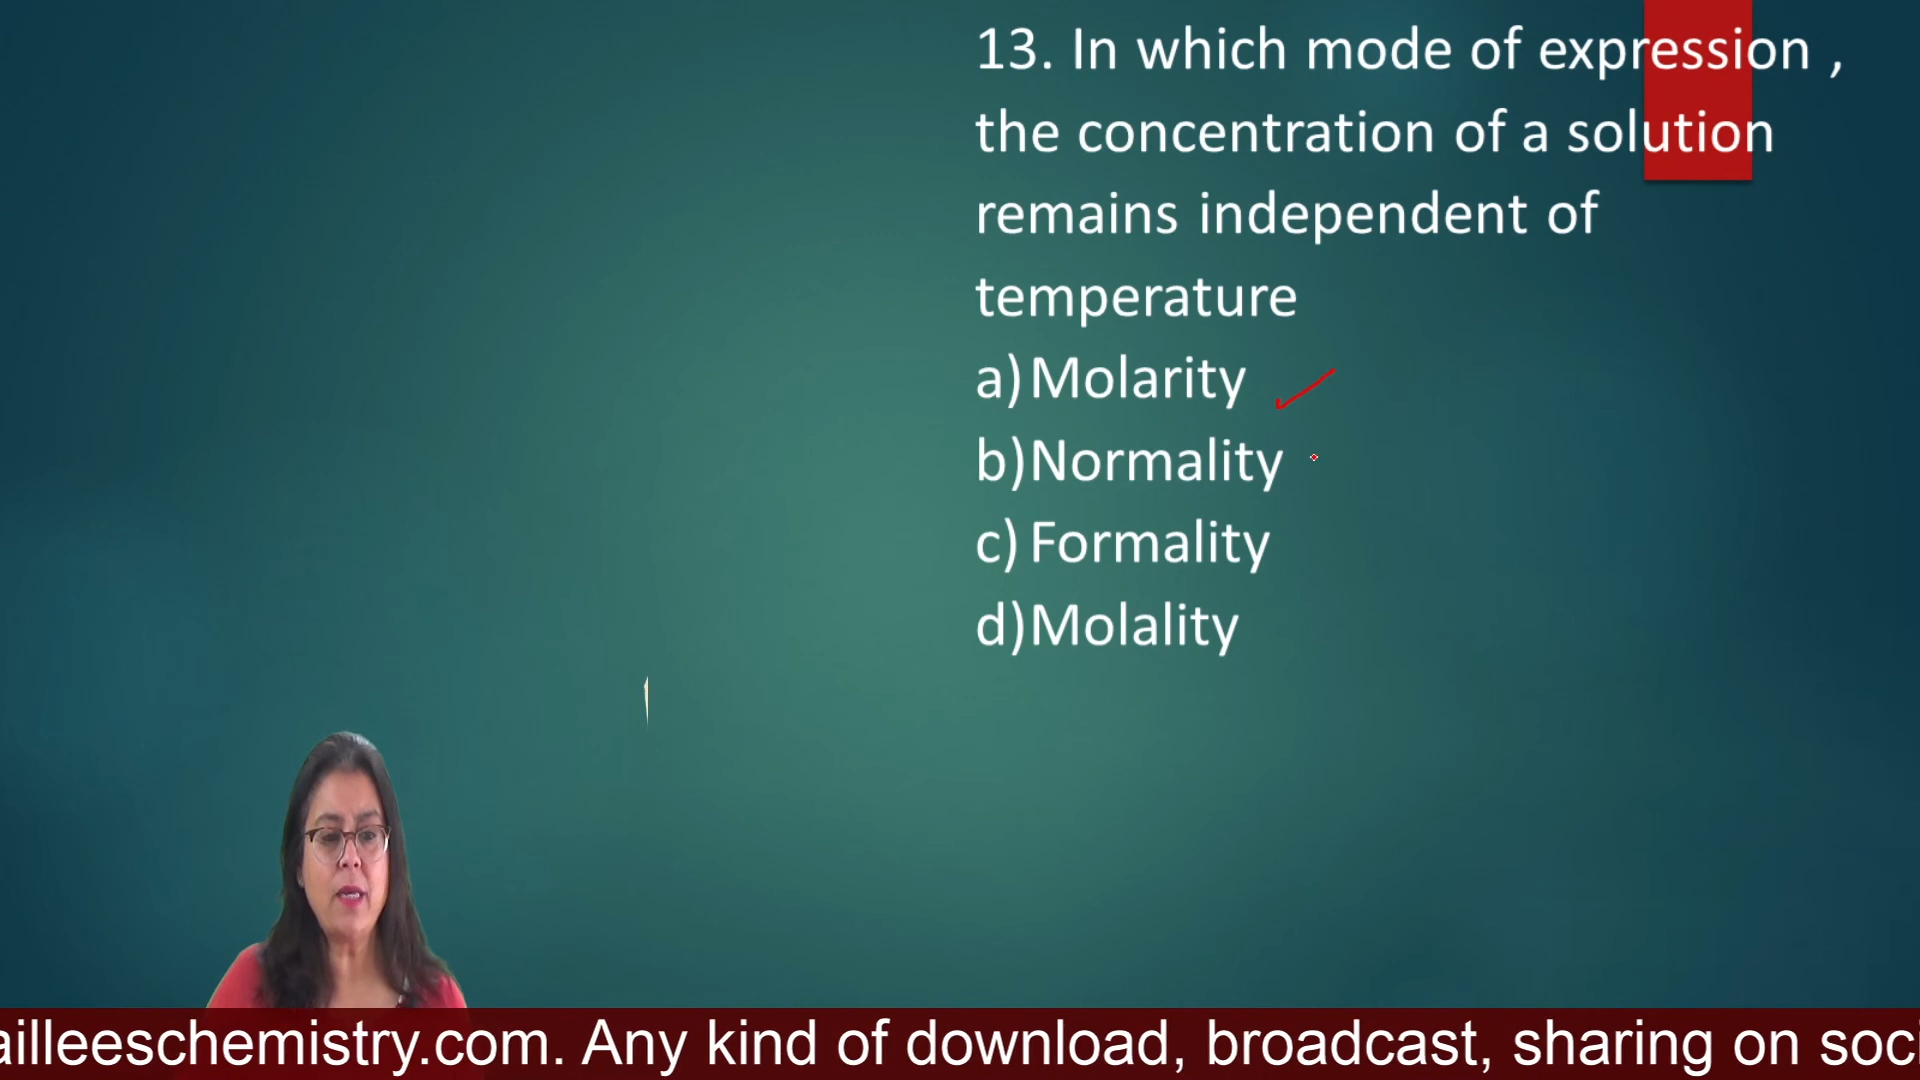 13. In which mode of expression ,
the concentration of a solution
remains independent of
temperature
a) Molarity
b) Normality
c) Formality
d) Molality
ailleeschemistry.com. Any kind of download, broadcast, sharing on soc